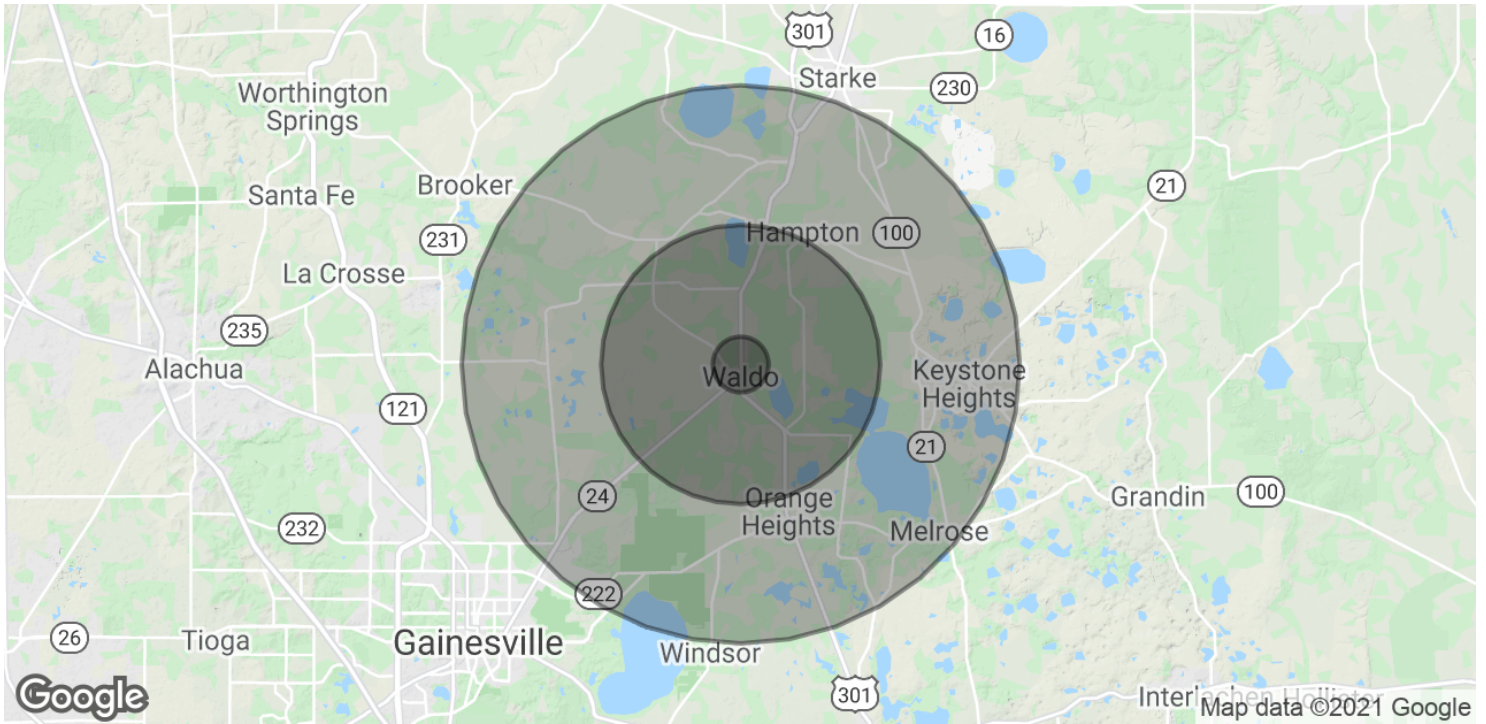 301
16
Starke
230
Worthington
Springs
21
Brooker
Santa Fe
Hampton
100
231
La Crosse
235
Alachua
Waldo
Keystone
Heights
121
21
24
Orange
Heights
Grandin
100
232
Melrose
222
26
Tioga
Gainesville
Windsor
301
Google
Map data ©2021 Google